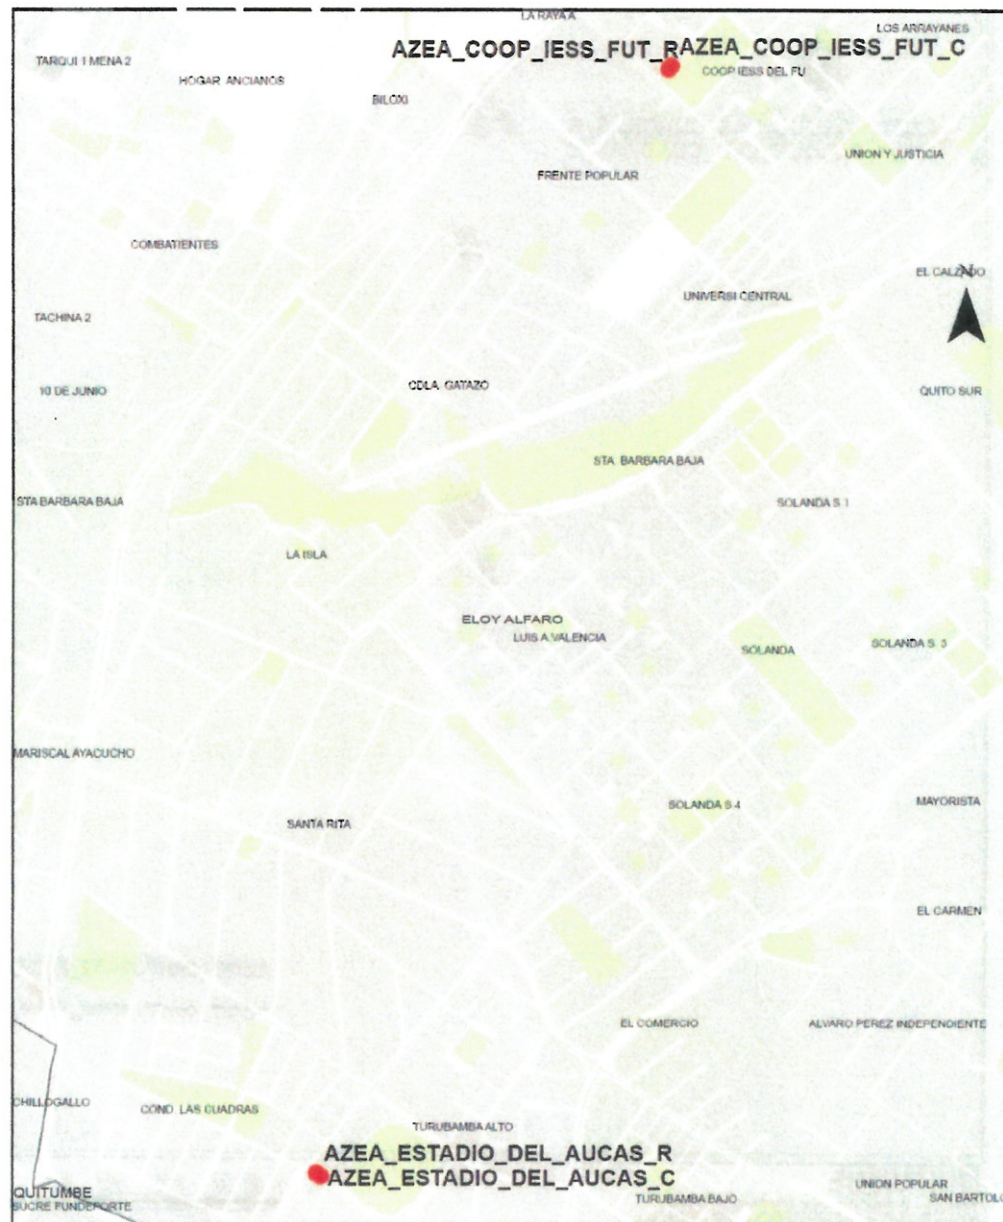 LA RAYA A
LOS ARRAYANES
AZEA_COOP_IESS_FUT_R
AZEA_COOP_IESS_FUT_C
TARQUI 1 MENA 2
COOP IESS DEL FU
HOGAR ANCIANOS
BILOXI
UNION Y JUSTICIA
FRENTE POPULAR
COMBATIENTES
EL CALZADO
N
UNIVERSI CENTRAL
TACHINA 2
CDLA. GATAZO
10 DE JUNIO
QUITO SUR
STA. BARBARA BAJA
STA BARBARA BAJA
SOLANDA S 1
LA ISLA
ELOY ALFARO
LUIS A.VALENCIA
SOLANDA
SOLANDA S. 3
MARISCAL AYACUCHO
SOLANDA S 4
MAYORISTA
SANTA RITA
EL CARMEN
EL COMERCIO
ALVARO PEREZ INDEPENDIENTE
CHILLOGALLO
COND. LAS CUADRAS
TURUBAMBA ALTO
AZEA_ESTADIO_DEL_AUCAS_R
AZEA_ESTADIO_DEL_AUCAS_C
UNION POPULAR
QUITUMBE
TURUBAMBA BAJO
SAN BARTOLO
SUCRE FUNDEPORTE